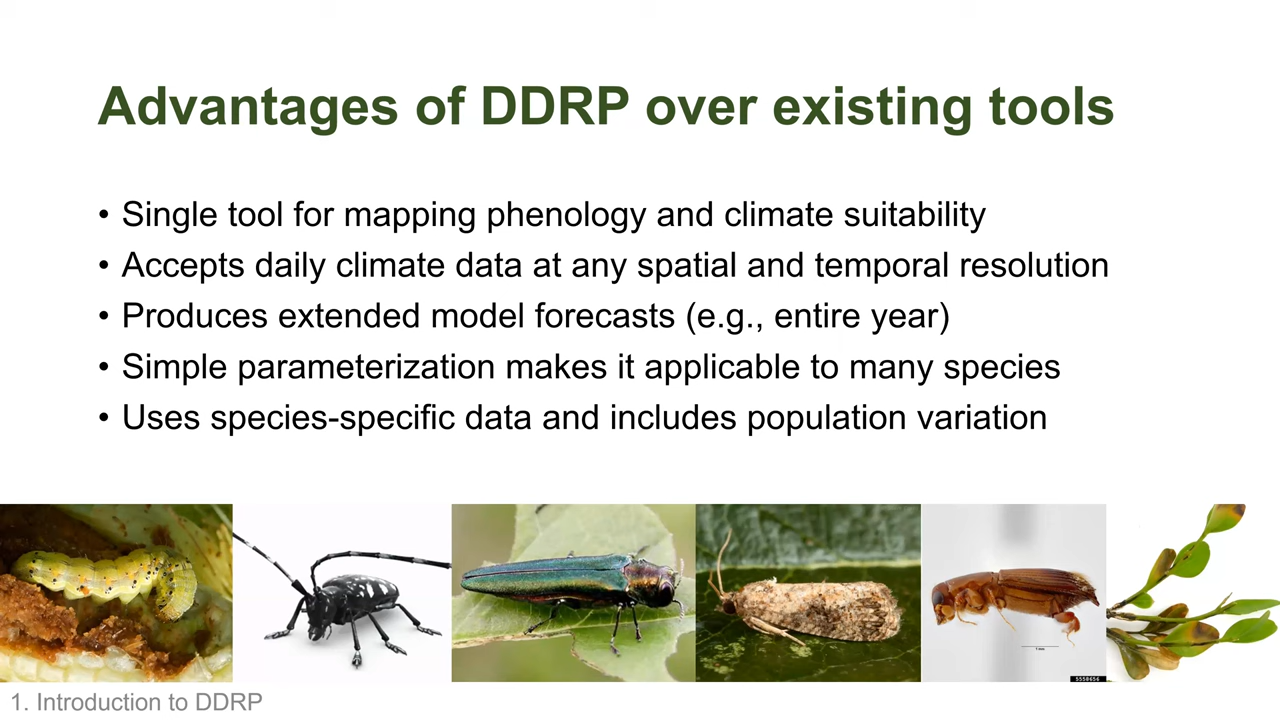 Advantages of DDRP over existing tools
• Single tool for mapping phenology and climate suitability
• Accepts daily climate data at any spatial and temporal resolution
• Produces extended model forecasts (e.g., entire year)
• Simple parameterization makes it applicable to many species
• Uses species-specific data and includes population variation
5558656
1. Introduction to DDRP